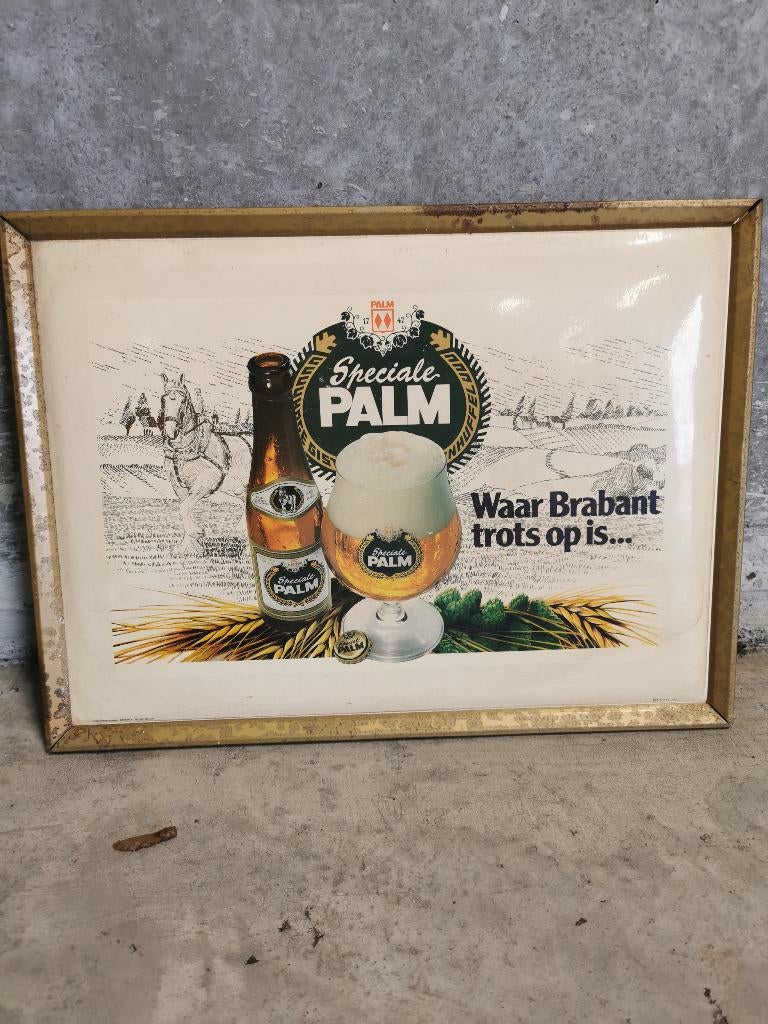 PALM
17 47
Speciale
PALM
Waar Brabant
trots op is...
Speciale
PALM
Speciale
PALM
PALM